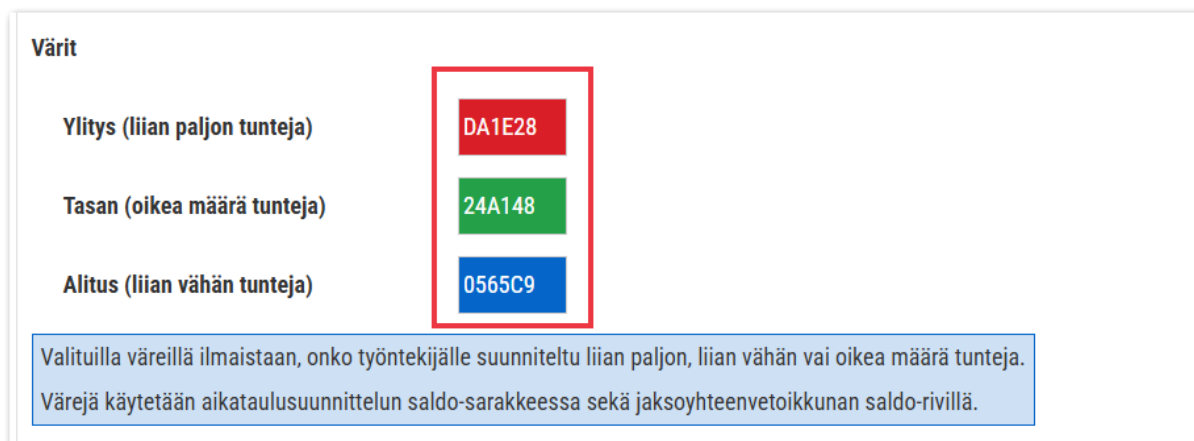 Värit
Ylitys (liian paljon tunteja) DA1E28
Tasan (oikea määrä tunteja) 24A148
Alitus (liian vähän tunteja) 0565C9
Valituilla väreillä ilmaistaan, onko työntekijälle suunniteltu liian paljon, liian vähän vai oikea määrä tunteja.
Värejä käytetään aikataulusuunnittelun saldo-sarakkeessa sekä jaksoyhteenvetoikkunan saldo-rivillä.